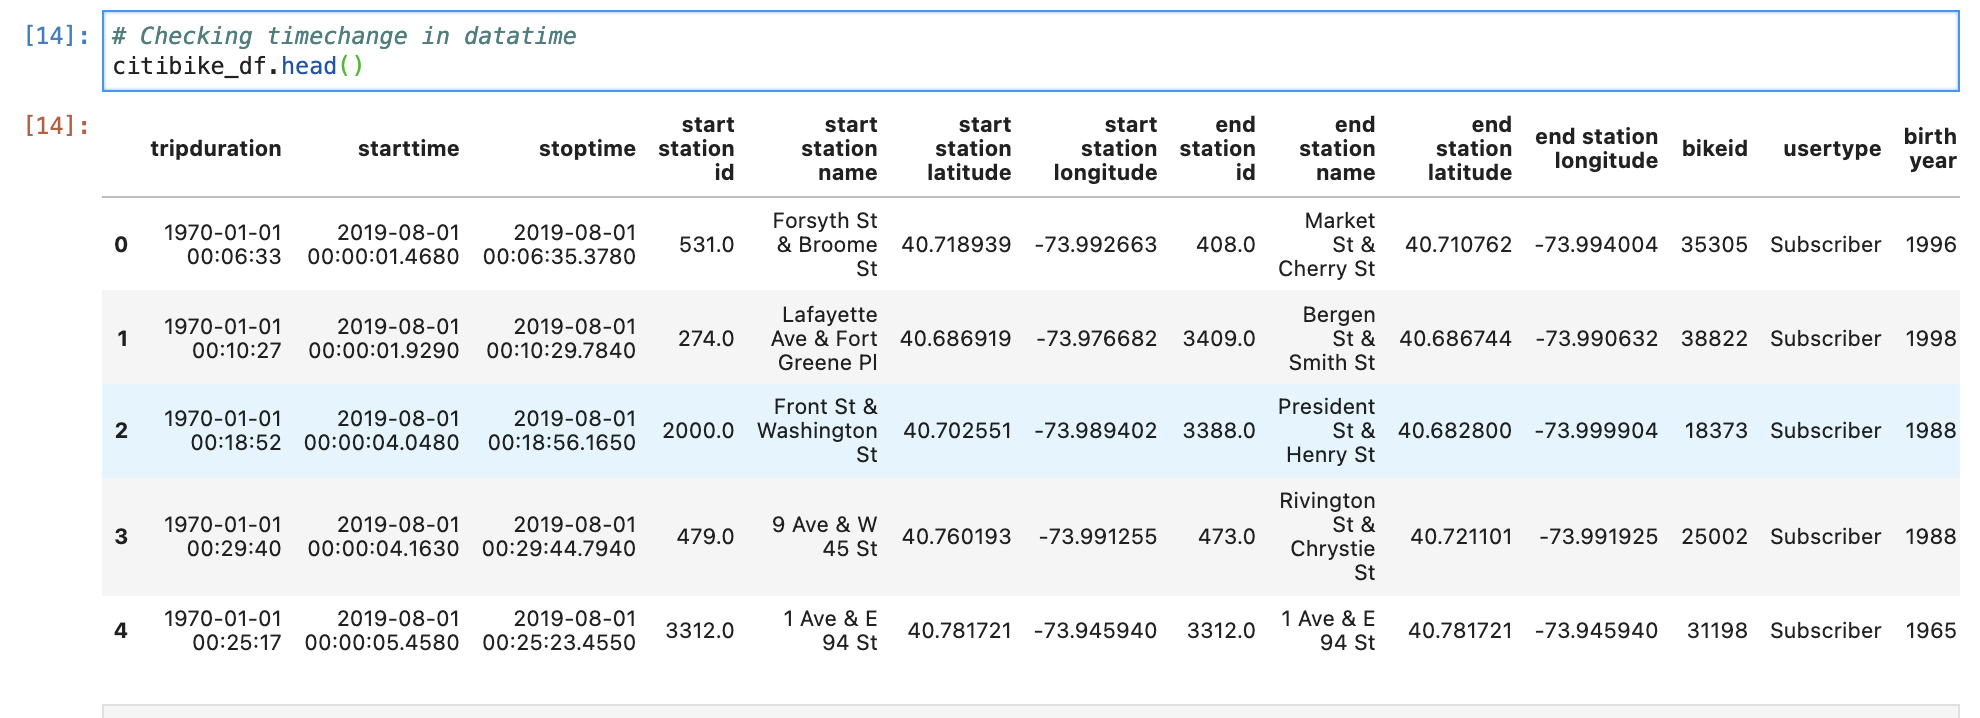 [14]: # Checking timechange in datatime
citibike_df.head()
[14]:
tripduration starttime stoptime start station id start station name start station latitude start station longitude end station id end station name end station latitude end station longitude bikeid usertype birth year
0 1970-01-01 00:06:33 2019-08-01 00:00:01.4680 2019-08-01 00:06:35.3780 531.0 Forsyth St & Broome St 40.718939 -73.992663 408.0 Market St & Cherry St 40.710762 -73.994004 35305 Subscriber 1996
1 1970-01-01 00:10:27 2019-08-01 00:00:01.9290 2019-08-01 00:10:29.7840 274.0 Lafayette Ave & Fort Greene Pl 40.686919 -73.976682 3409.0 Bergen St & Smith St 40.686744 -73.990632 38822 Subscriber 1998
2 1970-01-01 00:18:52 2019-08-01 00:00:04.0480 2019-08-01 00:18:56.1650 2000.0 Front St & Washington St 40.702551 -73.989402 3388.0 President St & Henry St 40.682800 -73.999904 18373 Subscriber 1988
3 1970-01-01 00:29:40 2019-08-01 00:00:04.1630 2019-08-01 00:29:44.7940 479.0 9 Ave & W 45 St 40.760193 -73.991255 473.0 Rivington St & Chrystie St 40.721101 -73.991925 25002 Subscriber 1988
4 1970-01-01 00:25:17 2019-08-01 00:00:05.4580 2019-08-01 00:25:23.4550 3312.0 1 Ave & E 94 St 40.781721 -73.945940 3312.0 1 Ave & E 94 St 40.781721 -73.945940 31198 Subscriber 1965